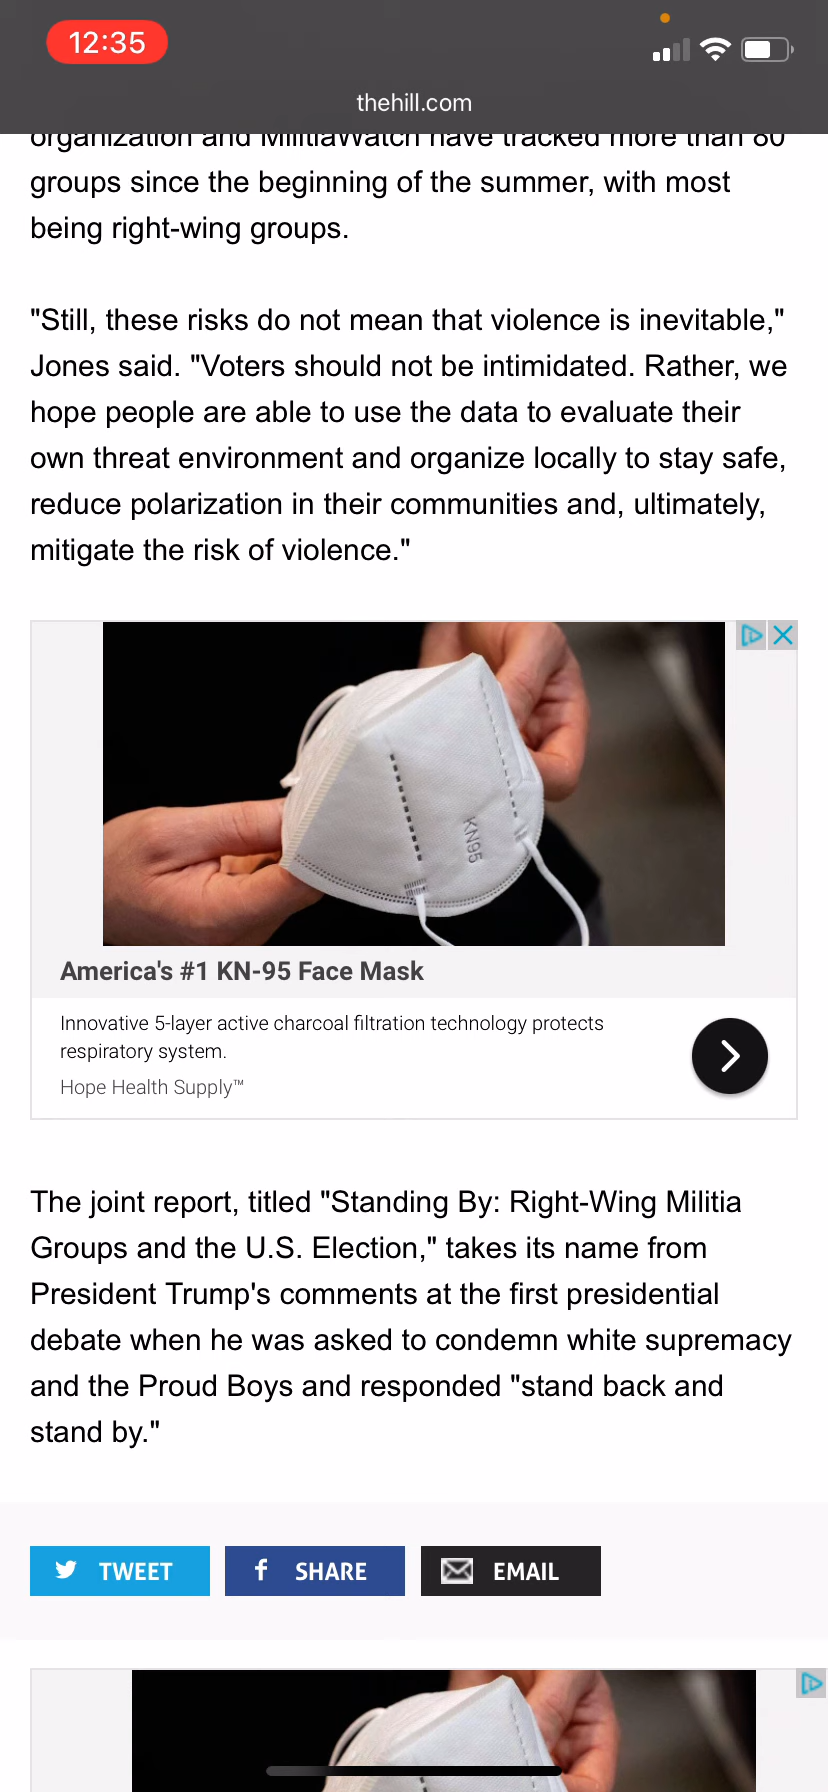 12:35
thehill.com
organization and MilitiaWatch have tracked more than 80
groups since the beginning of the summer, with most
being right-wing groups.
"Still, these risks do not mean that violence is inevitable,"
Jones said. "Voters should not be intimidated. Rather, we
hope people are able to use the data to evaluate their
own threat environment and organize locally to stay safe,
reduce polarization in their communities and, ultimately,
mitigate the risk of violence."
KN95
America's #1 KN-95 Face Mask
Innovative 5-layer active charcoal filtration technology protects
respiratory system.
Hope Health Supply™
The joint report, titled "Standing By: Right-Wing Militia
Groups and the U.S. Election," takes its name from
President Trump's comments at the first presidential
debate when he was asked to condemn white supremacy
and the Proud Boys and responded "stand back and
stand by."
TWEET
SHARE
EMAIL